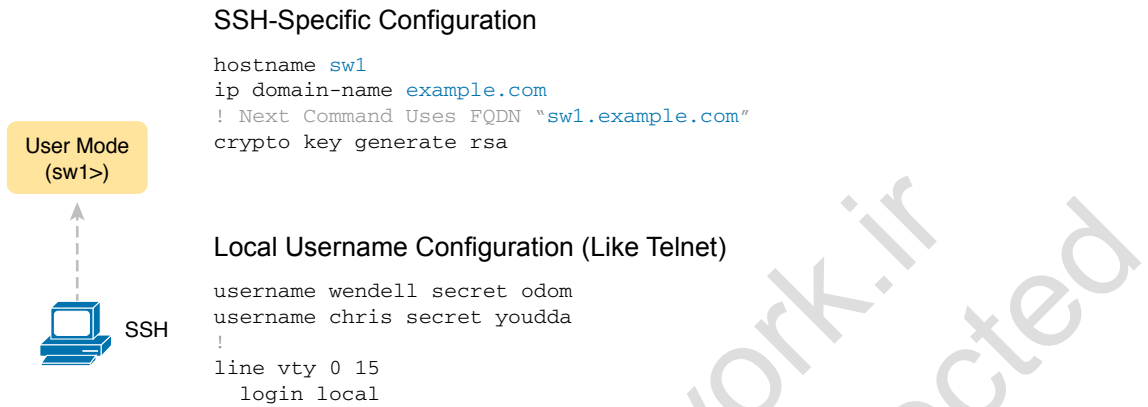 SSH-Specific Configuration
hostname sw1
ip domain-name example.com
! Next Command Uses FQDN “sw1.example.com”
crypto key generate rsa
User Mode
(sw1>)
Local Username Configuration (Like Telnet)
username wendell secret odom
username chris secret youdda
!
line vty 0 15
login local
SSH